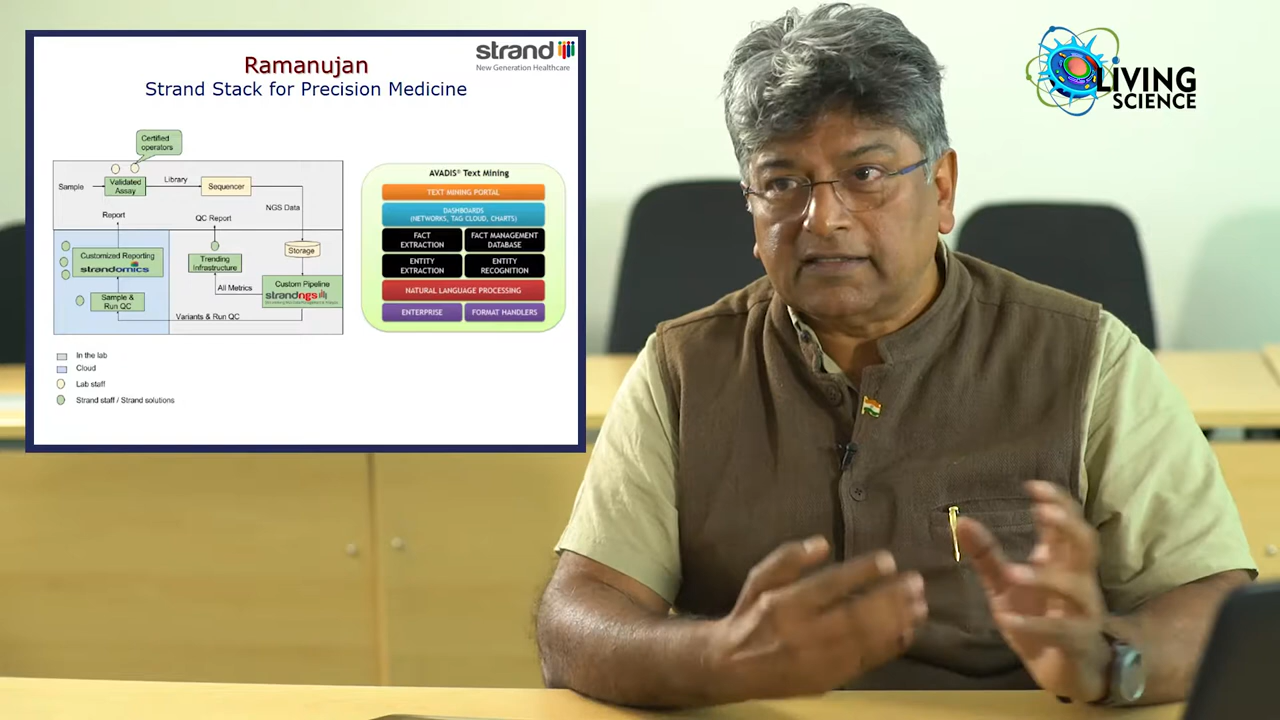 Ramanujan
Strand Stack for Precision Medicine
strand
New Generation Healthcare
Certified
operators
Sample
Validated
Assay
Library
Sequencer
NGS Data
Report
QC Report
Storage
Customized Reporting
strandomics
Trending
Infrastructure
Custom Pipeline
strandngs
All Metrics
Sample &
Run QC
Variants & Run QC
In the lab
Cloud
Lab staff
Strand staff / Strand solutions
AVADIS® Text Mining
TEXT MINING PORTAL
DASHBOARDS
(NETWORKS, TAG CLOUD, CHARTS)
FACT
EXTRACTION
FACT MANAGEMENT
DATABASE
ENTITY
EXTRACTION
ENTITY
RECOGNITION
NATURAL LANGUAGE PROCESSING
ENTERPRISE
FORMAT HANDLERS
LIVING
SCIENCE